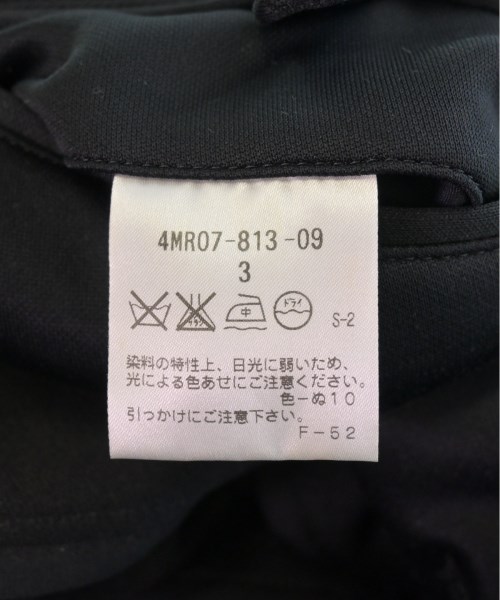 4MR07-813-09
3
中 ドライ S-2
染料の特性上、日光に弱いため、
光による色あせにご注意ください。
色-ぬ10
引っかけにご注意下さい。
F-52